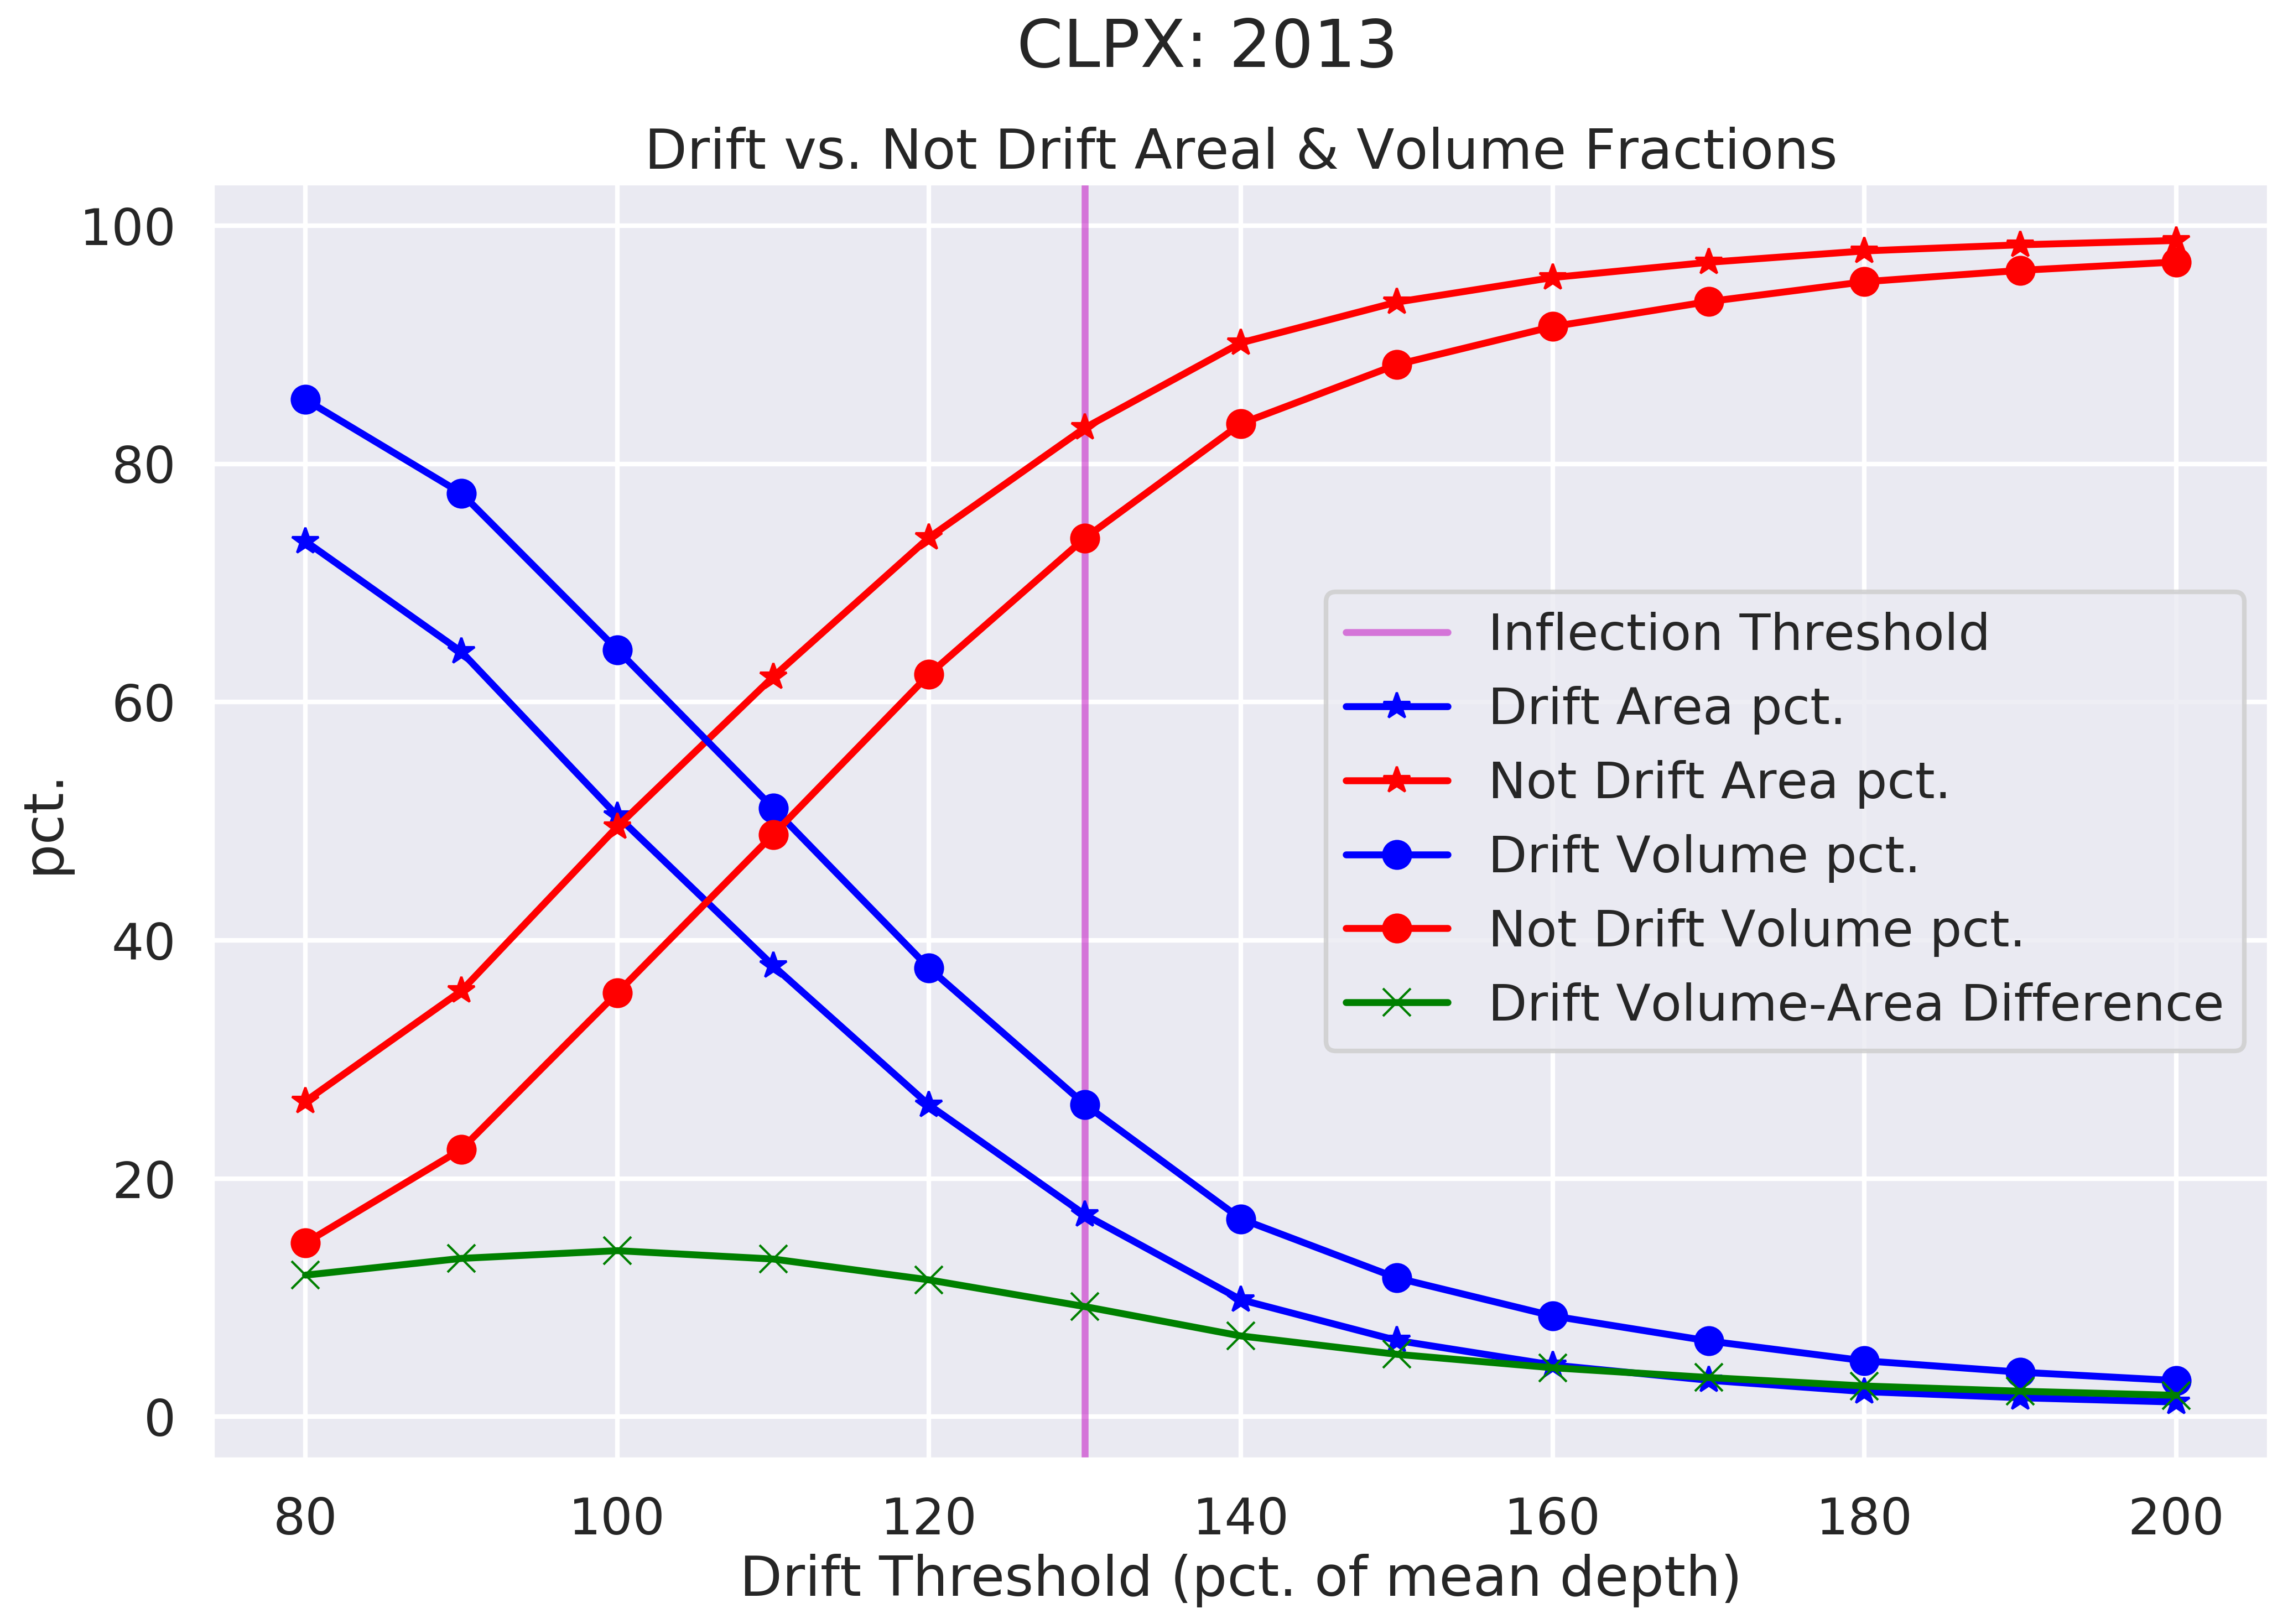 CLPX: 2013
Drift vs. Not Drift Areal & Volume Fractions
100
80
60
40
20
0
pct.
Inflection Threshold
Drift Area pct.
Not Drift Area pct.
Drift Volume pct.
Not Drift Volume pct.
Drift Volume-Area Difference
80 100 120 140 160 180 200
Drift Threshold (pct. of mean depth)